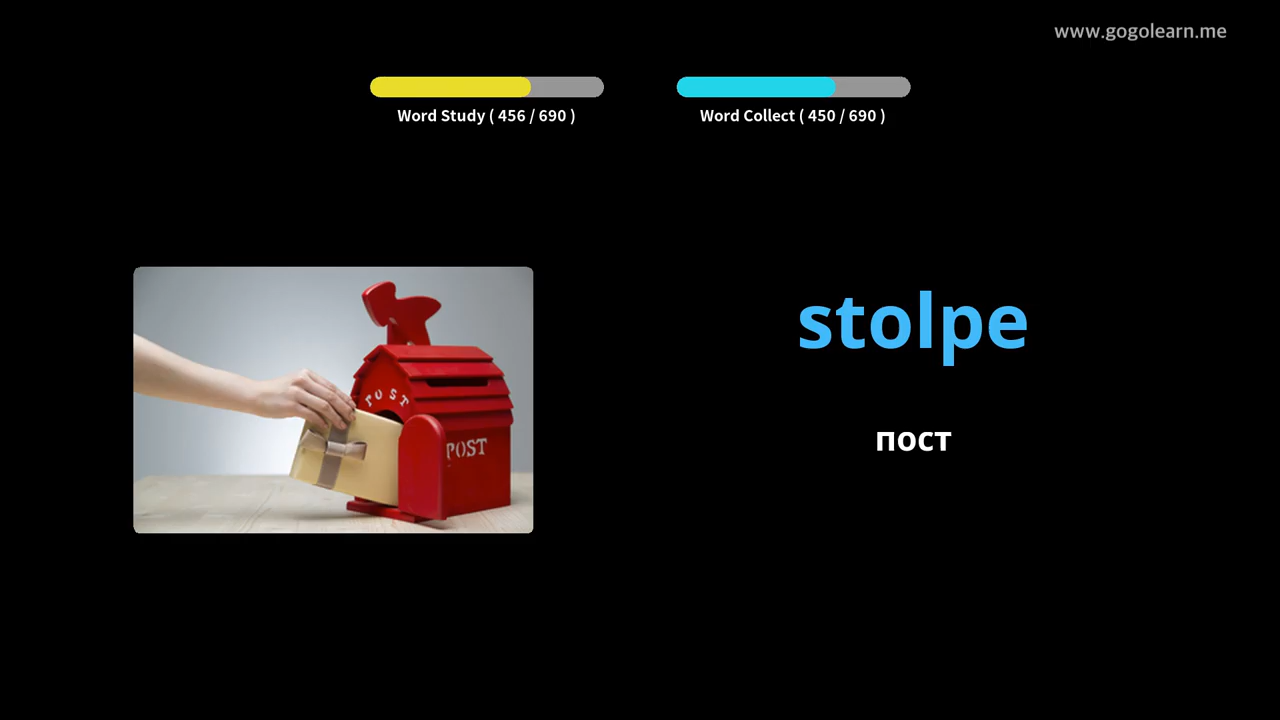 www.gogolearn.me
Word Study ( 456 / 690 )
Word Collect ( 450 / 690 )
stolpe
пост
POST
POST